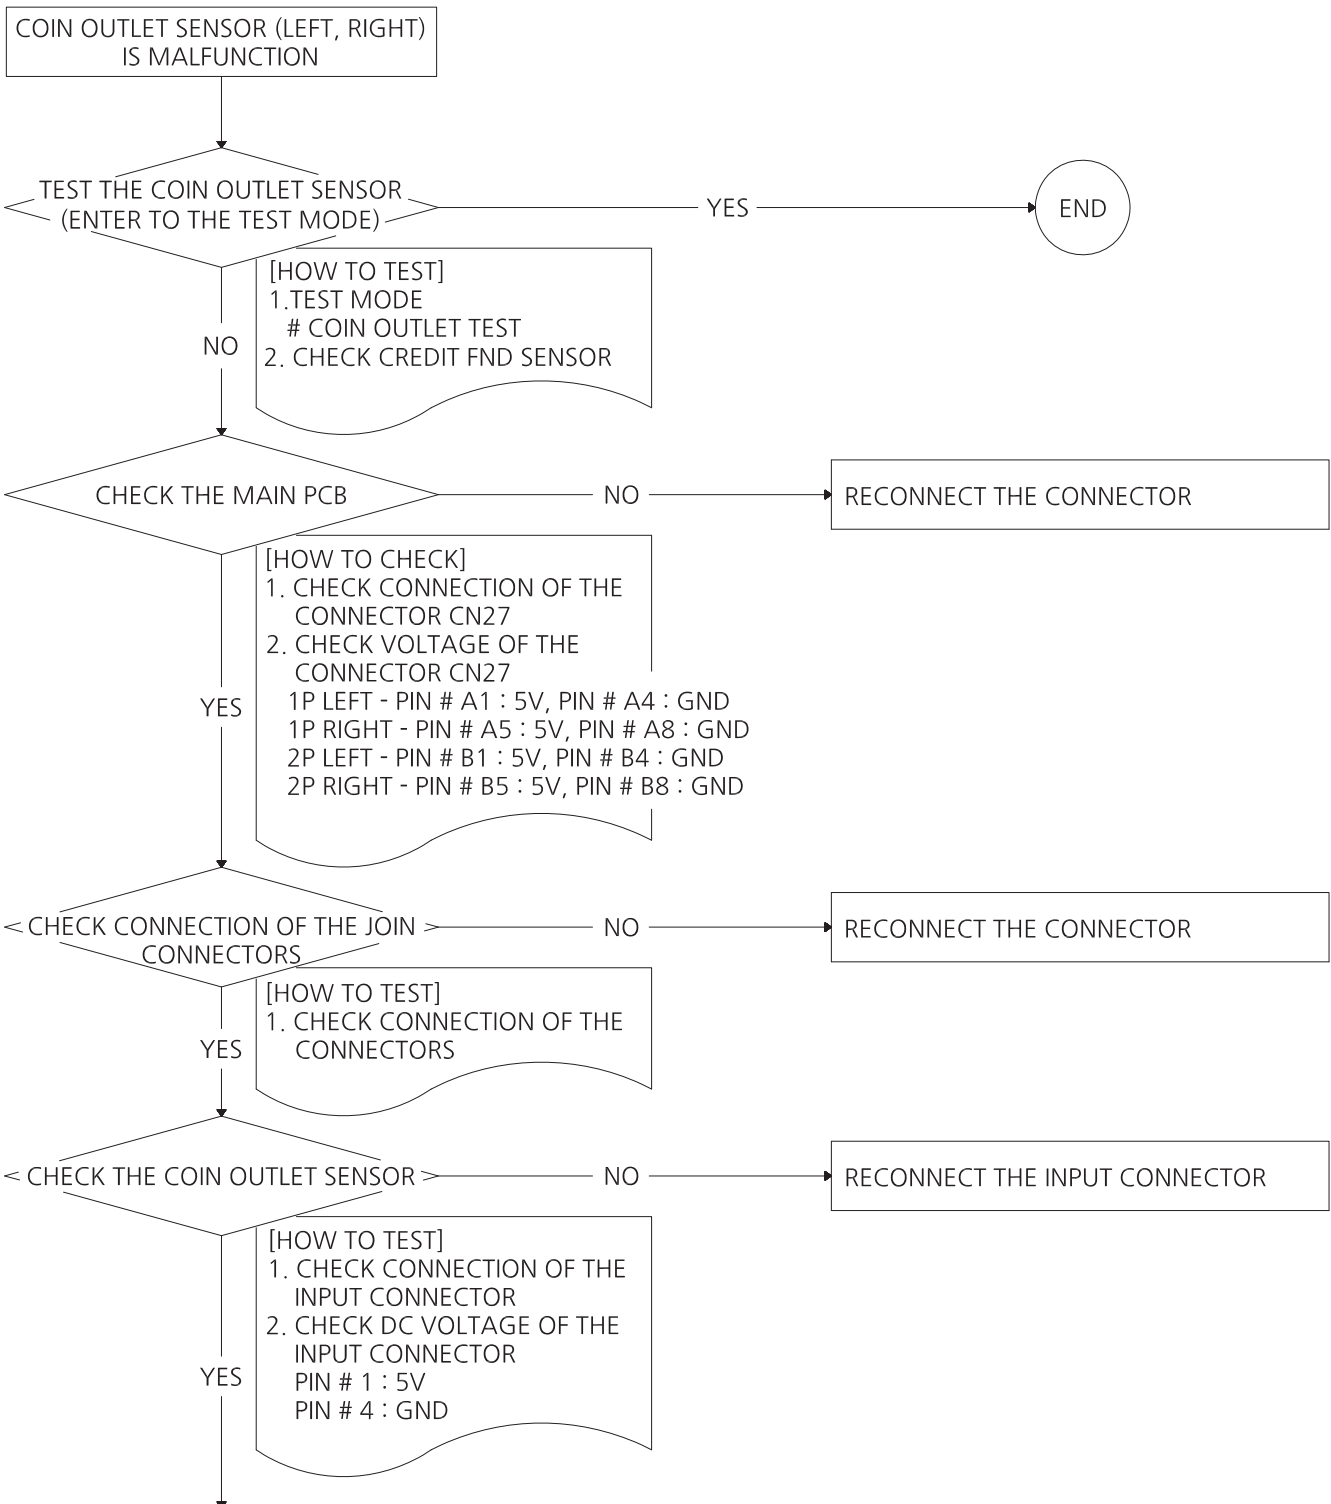 COIN OUTLET SENSOR (LEFT, RIGHT)
IS MALFUNCTION
TEST THE COIN OUTLET SENSOR
(ENTER TO THE TEST MODE)
YES
END
[HOW TO TEST]
1.TEST MODE
# COIN OUTLET TEST
2. CHECK CREDIT FND SENSOR
NO
CHECK THE MAIN PCB
NO
RECONNECT THE CONNECTOR
[HOW TO CHECK]
1. CHECK CONNECTION OF THE
CONNECTOR CN27
2. CHECK VOLTAGE OF THE
CONNECTOR CN27
1P LEFT - PIN # A1 : 5V, PIN # A4 : GND
1P RIGHT - PIN # A5 : 5V, PIN # A8 : GND
2P LEFT - PIN # B1 : 5V, PIN # B4 : GND
2P RIGHT - PIN # B5 : 5V, PIN # B8 : GND
YES
CHECK CONNECTION OF THE JOIN
CONNECTORS
NO
RECONNECT THE CONNECTOR
[HOW TO TEST]
1. CHECK CONNECTION OF THE
CONNECTORS
YES
CHECK THE COIN OUTLET SENSOR
NO
RECONNECT THE INPUT CONNECTOR
[HOW TO TEST]
1. CHECK CONNECTION OF THE
INPUT CONNECTOR
2. CHECK DC VOLTAGE OF THE
INPUT CONNECTOR
PIN # 1 : 5V
PIN # 4 : GND
YES